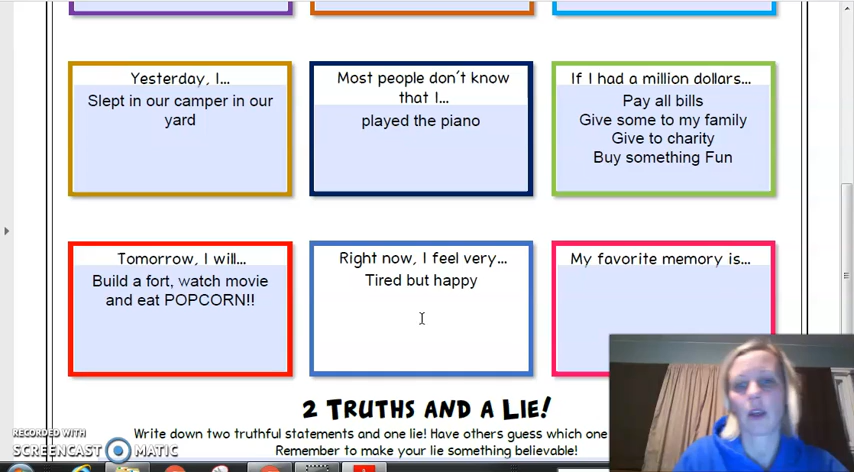 Yesterday, I...
Slept in our camper in our
yard
Most people don't know
that I...
played the piano
If I had a million dollars...
Pay all bills
Give some to my family
Give to charity
Buy something Fun
Tomorrow, I will...
Build a fort, watch movie
and eat POPCORN!!
Right now, I feel very...
Tired but happy
My favorite memory is...
2 TRUTHS AND A LIE!
Write down two truthful statements and one lie! Have others guess which one
Remember to make your lie something believable!
RECORDED WITH
SCREENCAST MATIC